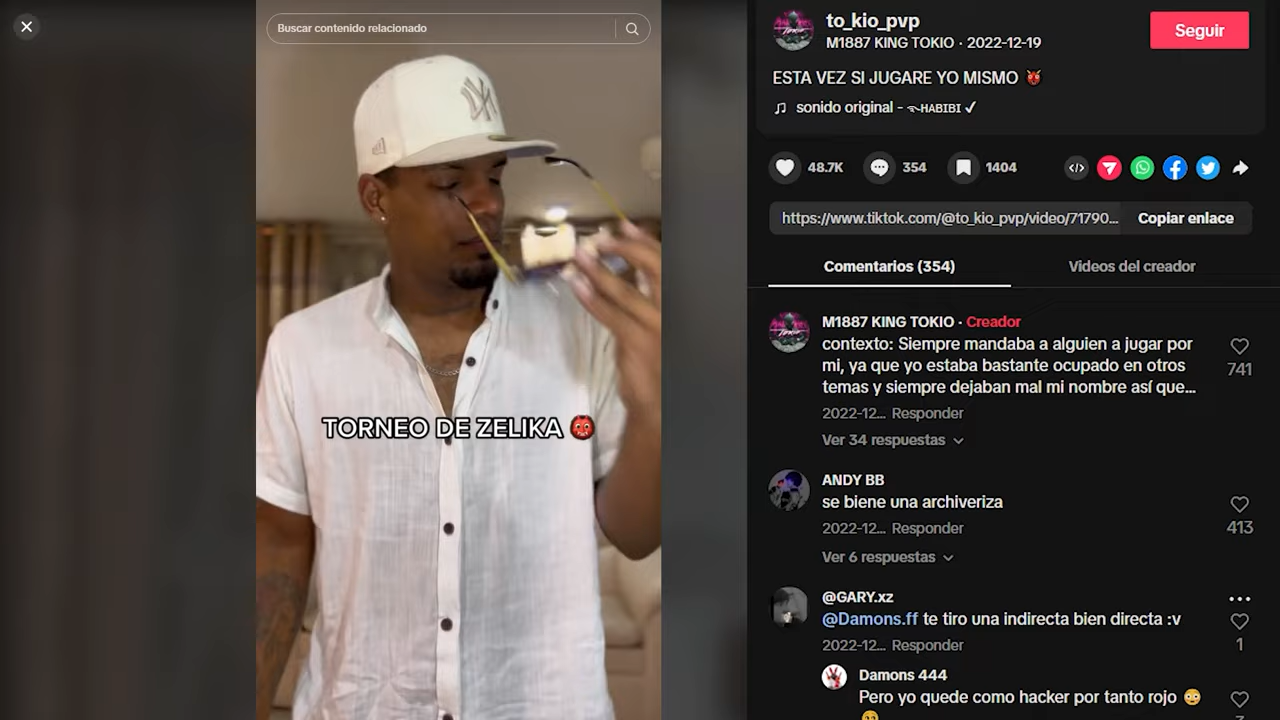 Buscar contenido relacionado
TORNEO DE ZELIKA 👹
to_kio_pvp
M1887 KING TOKIO · 2022-12-19
Seguir
ESTA VEZ SI JUGARE YO MISMO 👹
sonido original - HABIBI ✓
48.7K
354
1404
https://www.tiktok.com/@to_kio_pvp/video/71790...
Copiar enlace
Comentarios (354)
Videos del creador
M1887 KING TOKIO · Creador
contexto: Siempre mandaba a alguien a jugar por
mi, ya que yo estaba bastante ocupado en otros
temas y siempre dejaban mal mi nombre así que...
741
2022-12... Responder
Ver 34 respuestas
ANDY BB
se biene una archiveriza
413
2022-12... Responder
Ver 6 respuestas
@GARY.xz
@Damons.ff te tiro una indirecta bien directa :v
1
2022-12... Responder
Damons 444
Pero yo quede como hacker por tanto rojo 😳